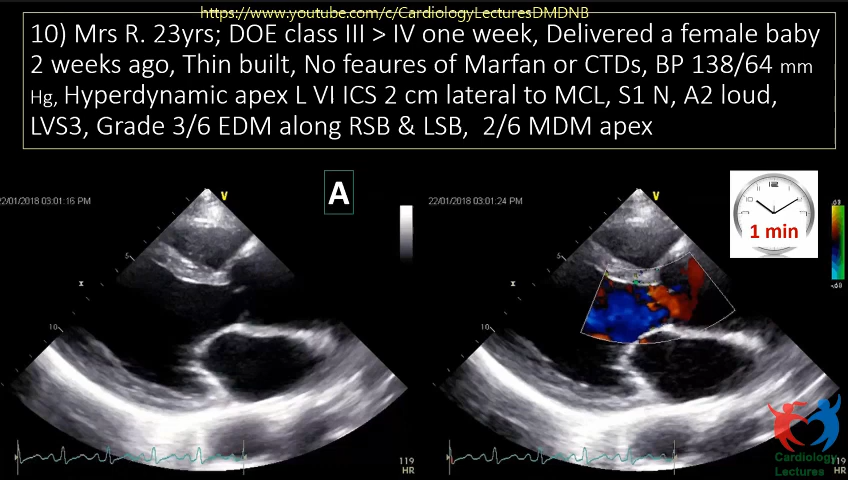 https://www.youtube.com/c/CardiologyLecturesDMDNB
10) Mrs R. 23yrs; DOE class III > IV one week, Delivered a female baby
2 weeks ago, Thin built, No feaures of Marfan or CTDs, BP 138/64 mm
Hg, Hyperdynamic apex L VI ICS 2 cm lateral to MCL, S1 N, A2 loud,
LVS3, Grade 3/6 EDM along RSB & LSB, 2/6 MDM apex
22/01/2018 03:01:16 PM
V
A
5
x
10
119
HR
22/01/2018 03:01:24 PM
V
1 min
5
x
10
Cardiology
Lectures
119
HR